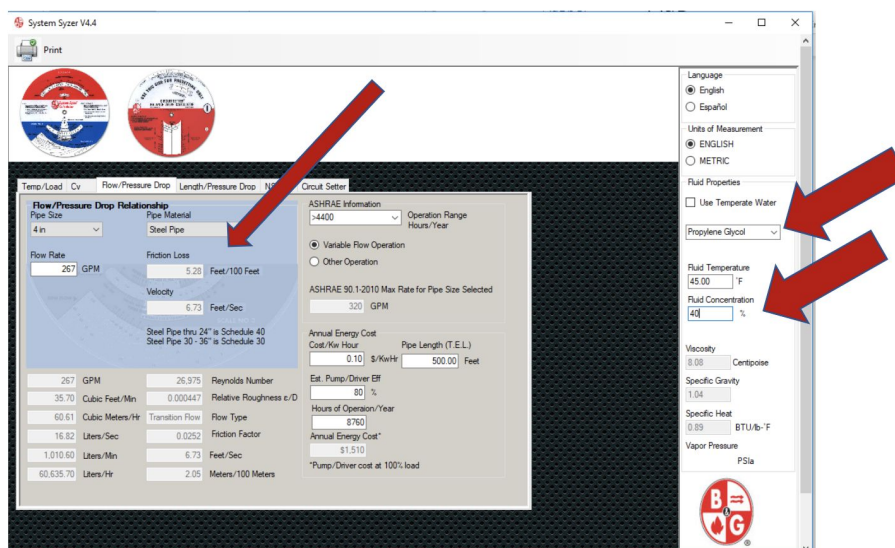 System Syzer V4.4
Print
Language
English
Español
Units of Measurement
ENGLISH
METRIC
Fluid Properties
Use Temperate Water
Propylene Glycol
Fluid Temperature
45.00 °F
Fluid Concentration
40 %
Viscosity
8.08 Centipoise
Specific Gravity
1.04
Specific Heat
0.89 BTU/lb-°F
Vapor Pressure
PSIa
B & G
Temp/Load Cv Flow/Pressure Drop Length/Pressure Drop Circuit Setter
Flow/Pressure Drop Relationship
Pipe Size Pipe Material
4 in Steel Pipe
Flow Rate Friction Loss
267 GPM 5.28 Feet/100 Feet
Velocity
6.73 Feet/Sec
Steel Pipe thru 24" is Schedule 40
Steel Pipe 30 - 36" is Schedule 30
267 GPM 26,975 Reynolds Number
35.70 Cubic Feet/Min 0.000447 Relative Roughness ε/D
60.61 Cubic Meters/Hr Transition Flow Flow Type
16.82 Liters/Sec 0.0252 Friction Factor
1,010.60 Liters/Min 6.73 Feet/Sec
60,635.70 Liters/Hr 2.05 Meters/100 Meters
ASHRAE Information
>4400 Operation Range
Hours/Year
Variable Flow Operation
Other Operation
ASHRAE 90.1-2010 Max Rate for Pipe Size Selected
320 GPM
Annual Energy Cost
Cost/Kw Hour Pipe Length (T.E.L.)
0.10 $/KwHr 500.00 Feet
Est. Pump/Driver Eff
80 %
Hours of Operaion/Year
8760
Annual Energy Cost*
$1.510
*Pump/Driver cost at 100% load